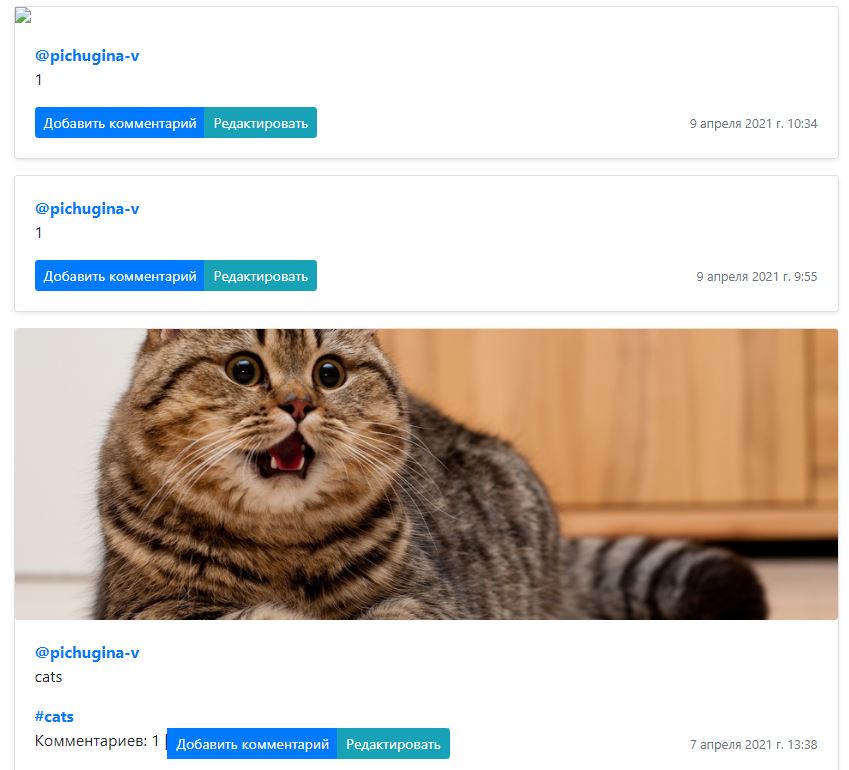 @pichugina-v
1
Добавить комментарий Редактировать 9 апреля 2021 г. 10:34
@pichugina-v
1
Добавить комментарий Редактировать 9 апреля 2021 г. 9:55
@pichugina-v
cats
#cats
Комментариев: 1 | Добавить комментарий Редактировать 7 апреля 2021 г. 13:38